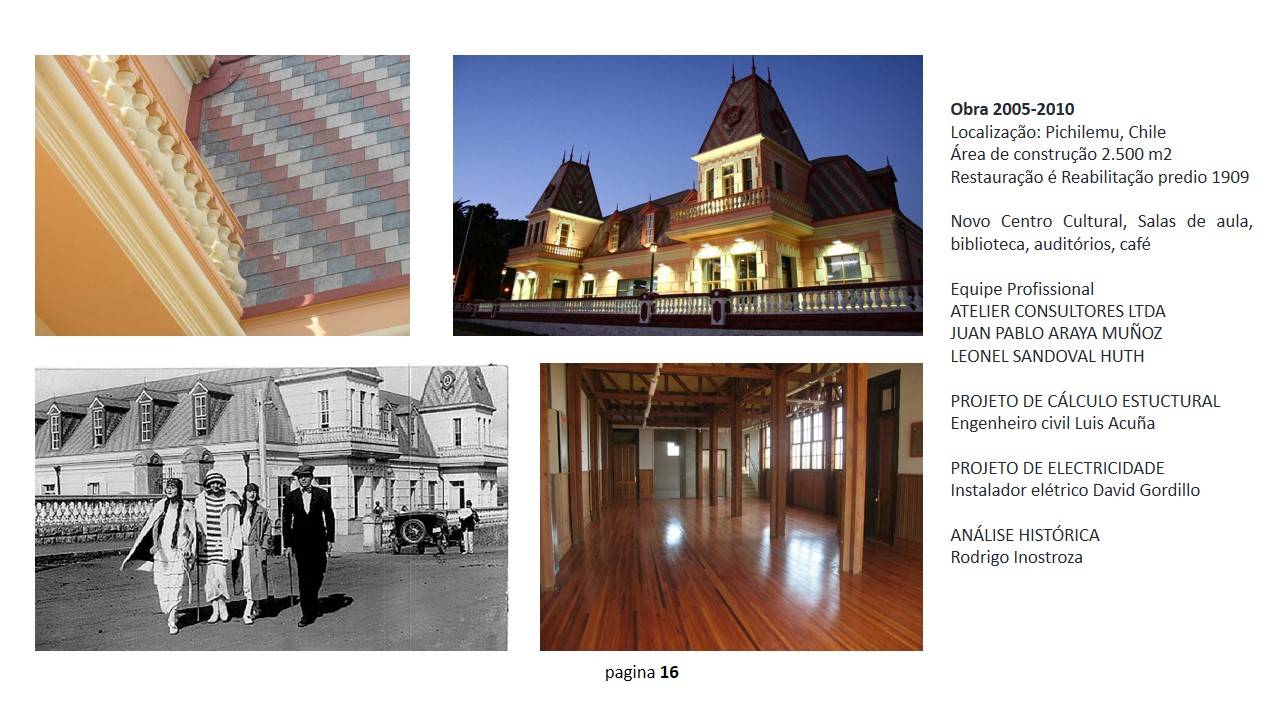 Obra 2005-2010
Localização: Pichilemu, Chile
Área de construção 2.500 m2
Restauração é Reabilitação predio 1909
Novo Centro Cultural, Salas de aula,
biblioteca, auditórios, café
Equipe Profissional
ATELIER CONSULTORES LTDA
JUAN PABLO ARAYA MUÑOZ
LEONEL SANDOVAL HUTH
PROJETO DE CÁLCULO ESTUCTURAL
Engenheiro civil Luis Acuña
PROJETO DE ELECTRICIDADE
Instalador elétrico David Gordillo
ANÁLISE HISTÓRICA
Rodrigo Inostroza
pagina 16